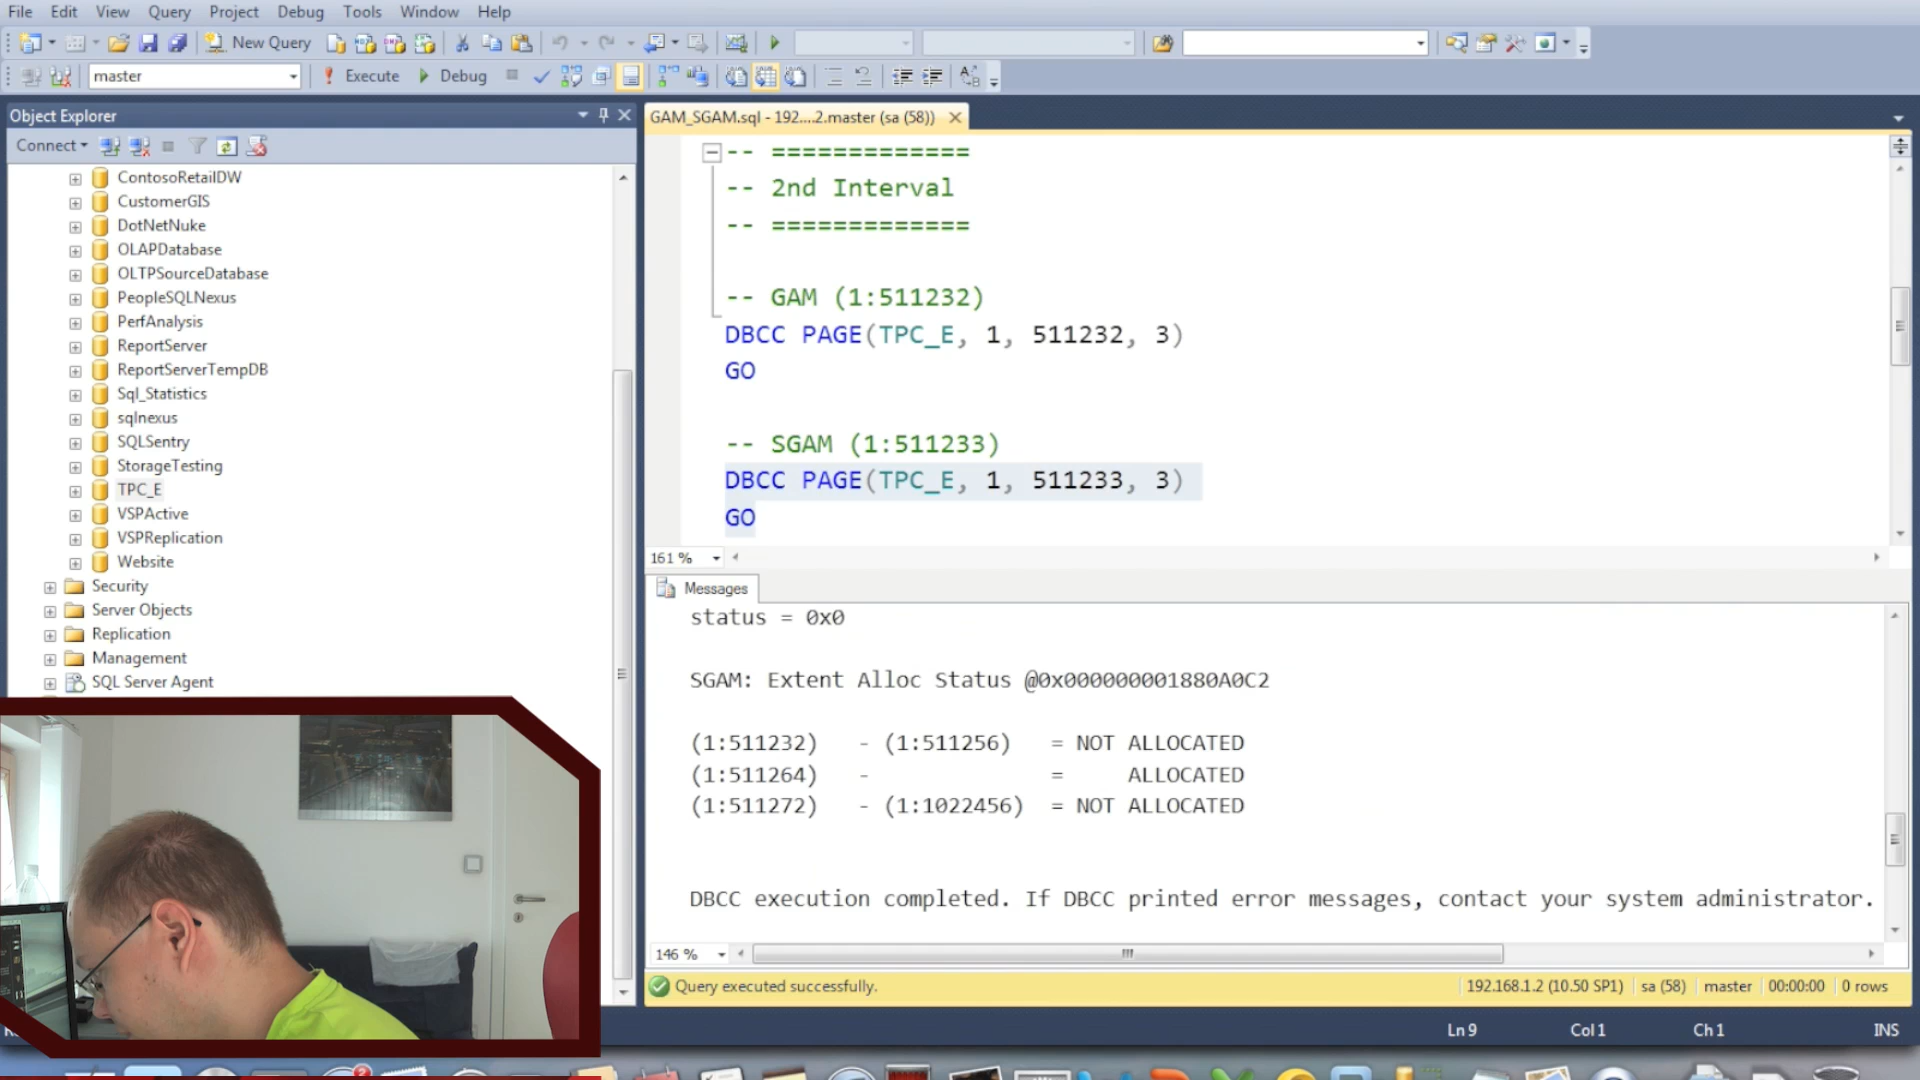 File Edit View Query Project Debug Tools Window Help
New Query
master Execute Debug
Object Explorer
Connect
ContosoRetailDW
CustomerGIS
DotNetNuke
OLAPDatabase
OLTPSourceDatabase
PeopleSQLNexus
PerfAnalysis
ReportServer
ReportServerTempDB
Sql_Statistics
sqlnexus
SQLSentry
StorageTesting
TPC_E
VSPActive
VSPReplication
Website
Security
Server Objects
Replication
Management
SQL Server Agent
GAM_SGAM.sql - 192....2.master (sa (58))
-- =============
-- 2nd Interval
-- =============
-- GAM (1:511232)
DBCC PAGE(TPC_E, 1, 511232, 3)
GO
-- SGAM (1:511233)
DBCC PAGE(TPC_E, 1, 511233, 3)
GO
161 %
Messages
status = 0x0
SGAM: Extent Alloc Status @0x000000001880A0C2
(1:511232) - (1:511256) = NOT ALLOCATED
(1:511264) - = ALLOCATED
(1:511272) - (1:1022456) = NOT ALLOCATED
DBCC execution completed. If DBCC printed error messages, contact your system administrator.
146 %
Query executed successfully. 192.168.1.2 (10.50 SP1) sa (58) master 00:00:00 0 rows
Ln 9 Col 1 Ch 1 INS